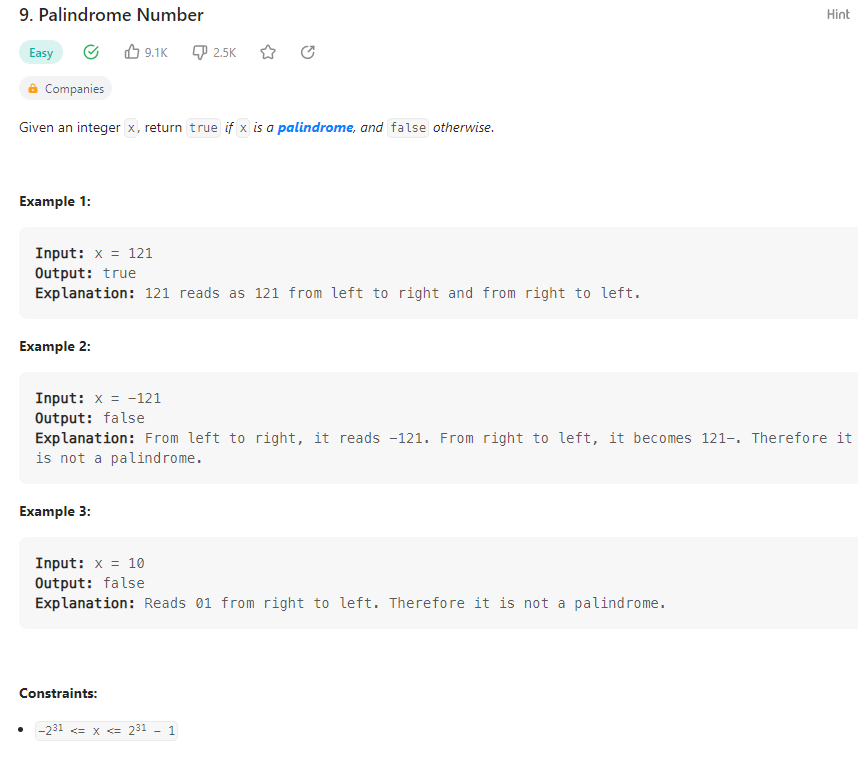 9. Palindrome Number
Hint
Easy
9.1K
2.5K
Companies
Given an integer x, return true if x is a palindrome, and false otherwise.
Example 1:
Input: x = 121
Output: true
Explanation: 121 reads as 121 from left to right and from right to left.
Example 2:
Input: x = -121
Output: false
Explanation: From left to right, it reads -121. From right to left, it becomes 121-. Therefore it
is not a palindrome.
Example 3:
Input: x = 10
Output: false
Explanation: Reads 01 from right to left. Therefore it is not a palindrome.
Constraints:
• -2³¹ <= x <= 2³¹ - 1